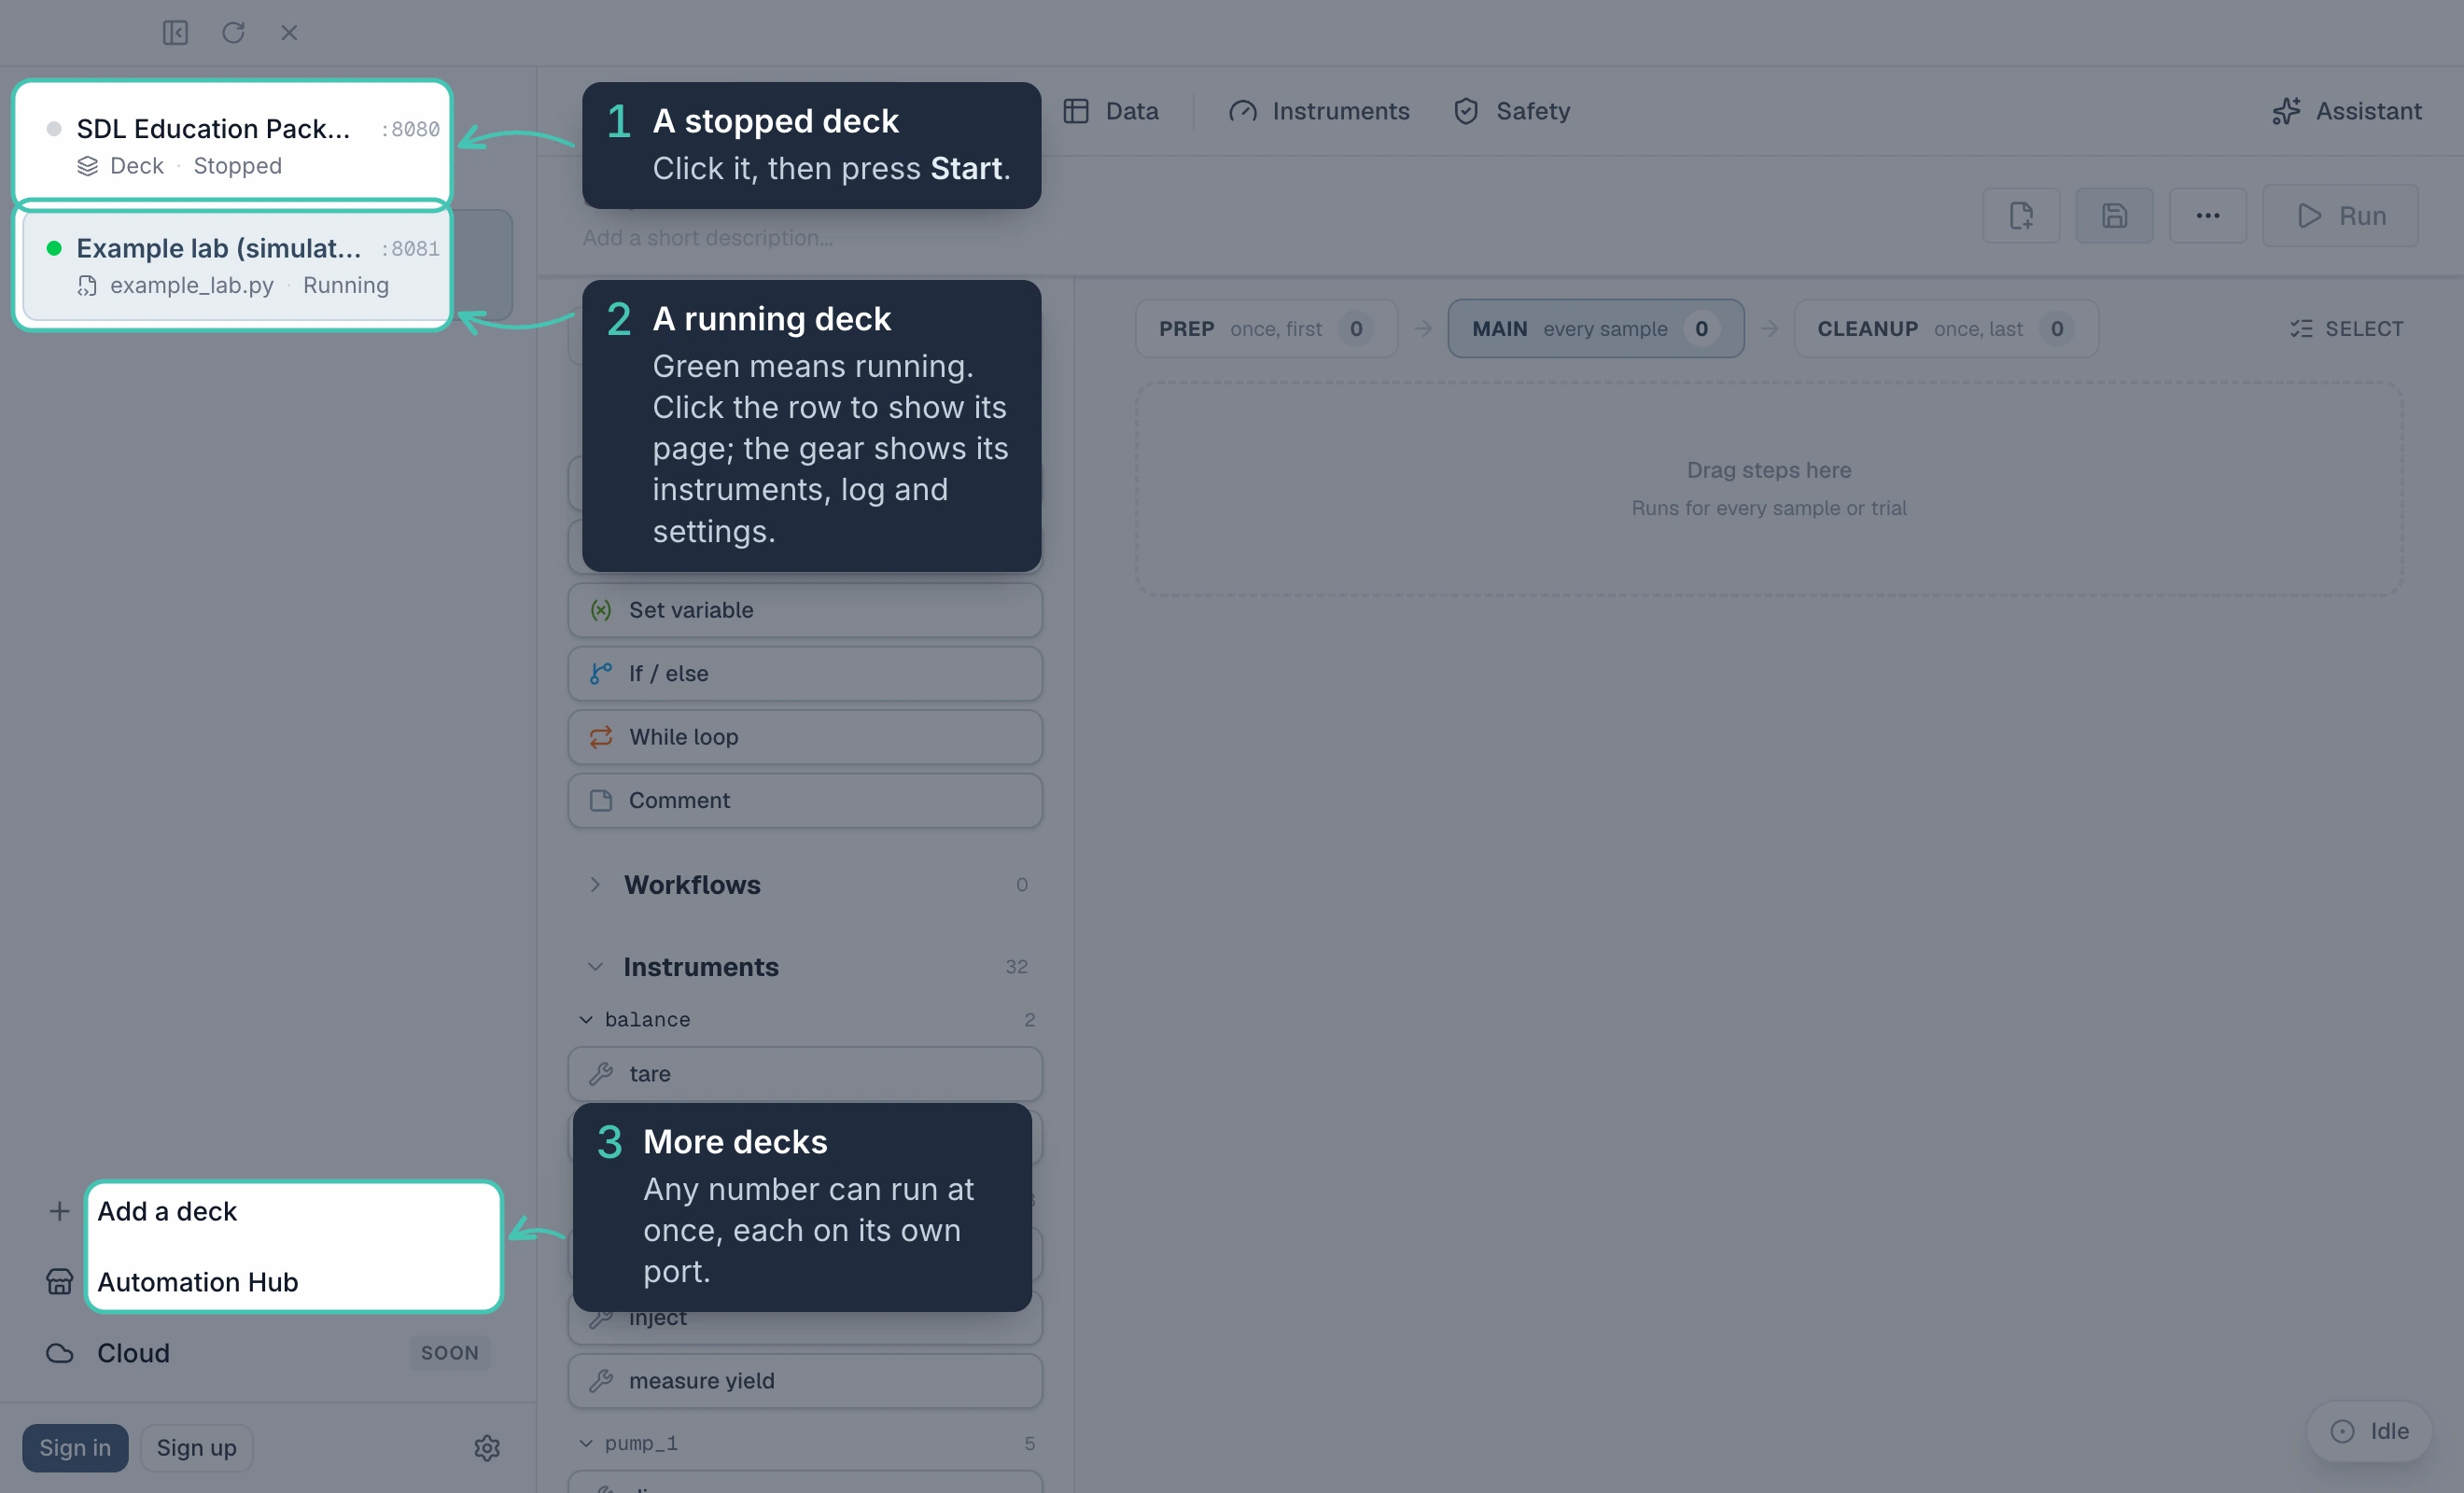 SDL Education Pack... :8080
Deck · Stopped
Example lab (simulat... :8081
example_lab.py · Running
1 A stopped deck
Click it, then press Start.
Data
Instruments
Safety
Assistant
Add a short description...
Run
2 A running deck
Green means running.
Click the row to show its
page; the gear shows its
instruments, log and
settings.
PREP once, first 0
MAIN every sample 0
CLEANUP once, last 0
SELECT
Drag steps here
Runs for every sample or trial
Set variable
If / else
While loop
Comment
Workflows 0
Instruments 32
balance 2
tare
3 More decks
Any number can run at
once, each on its own
port.
inject
measure yield
pump_1 5
Add a deck
Automation Hub
Cloud SOON
Sign in
Sign up
Idle